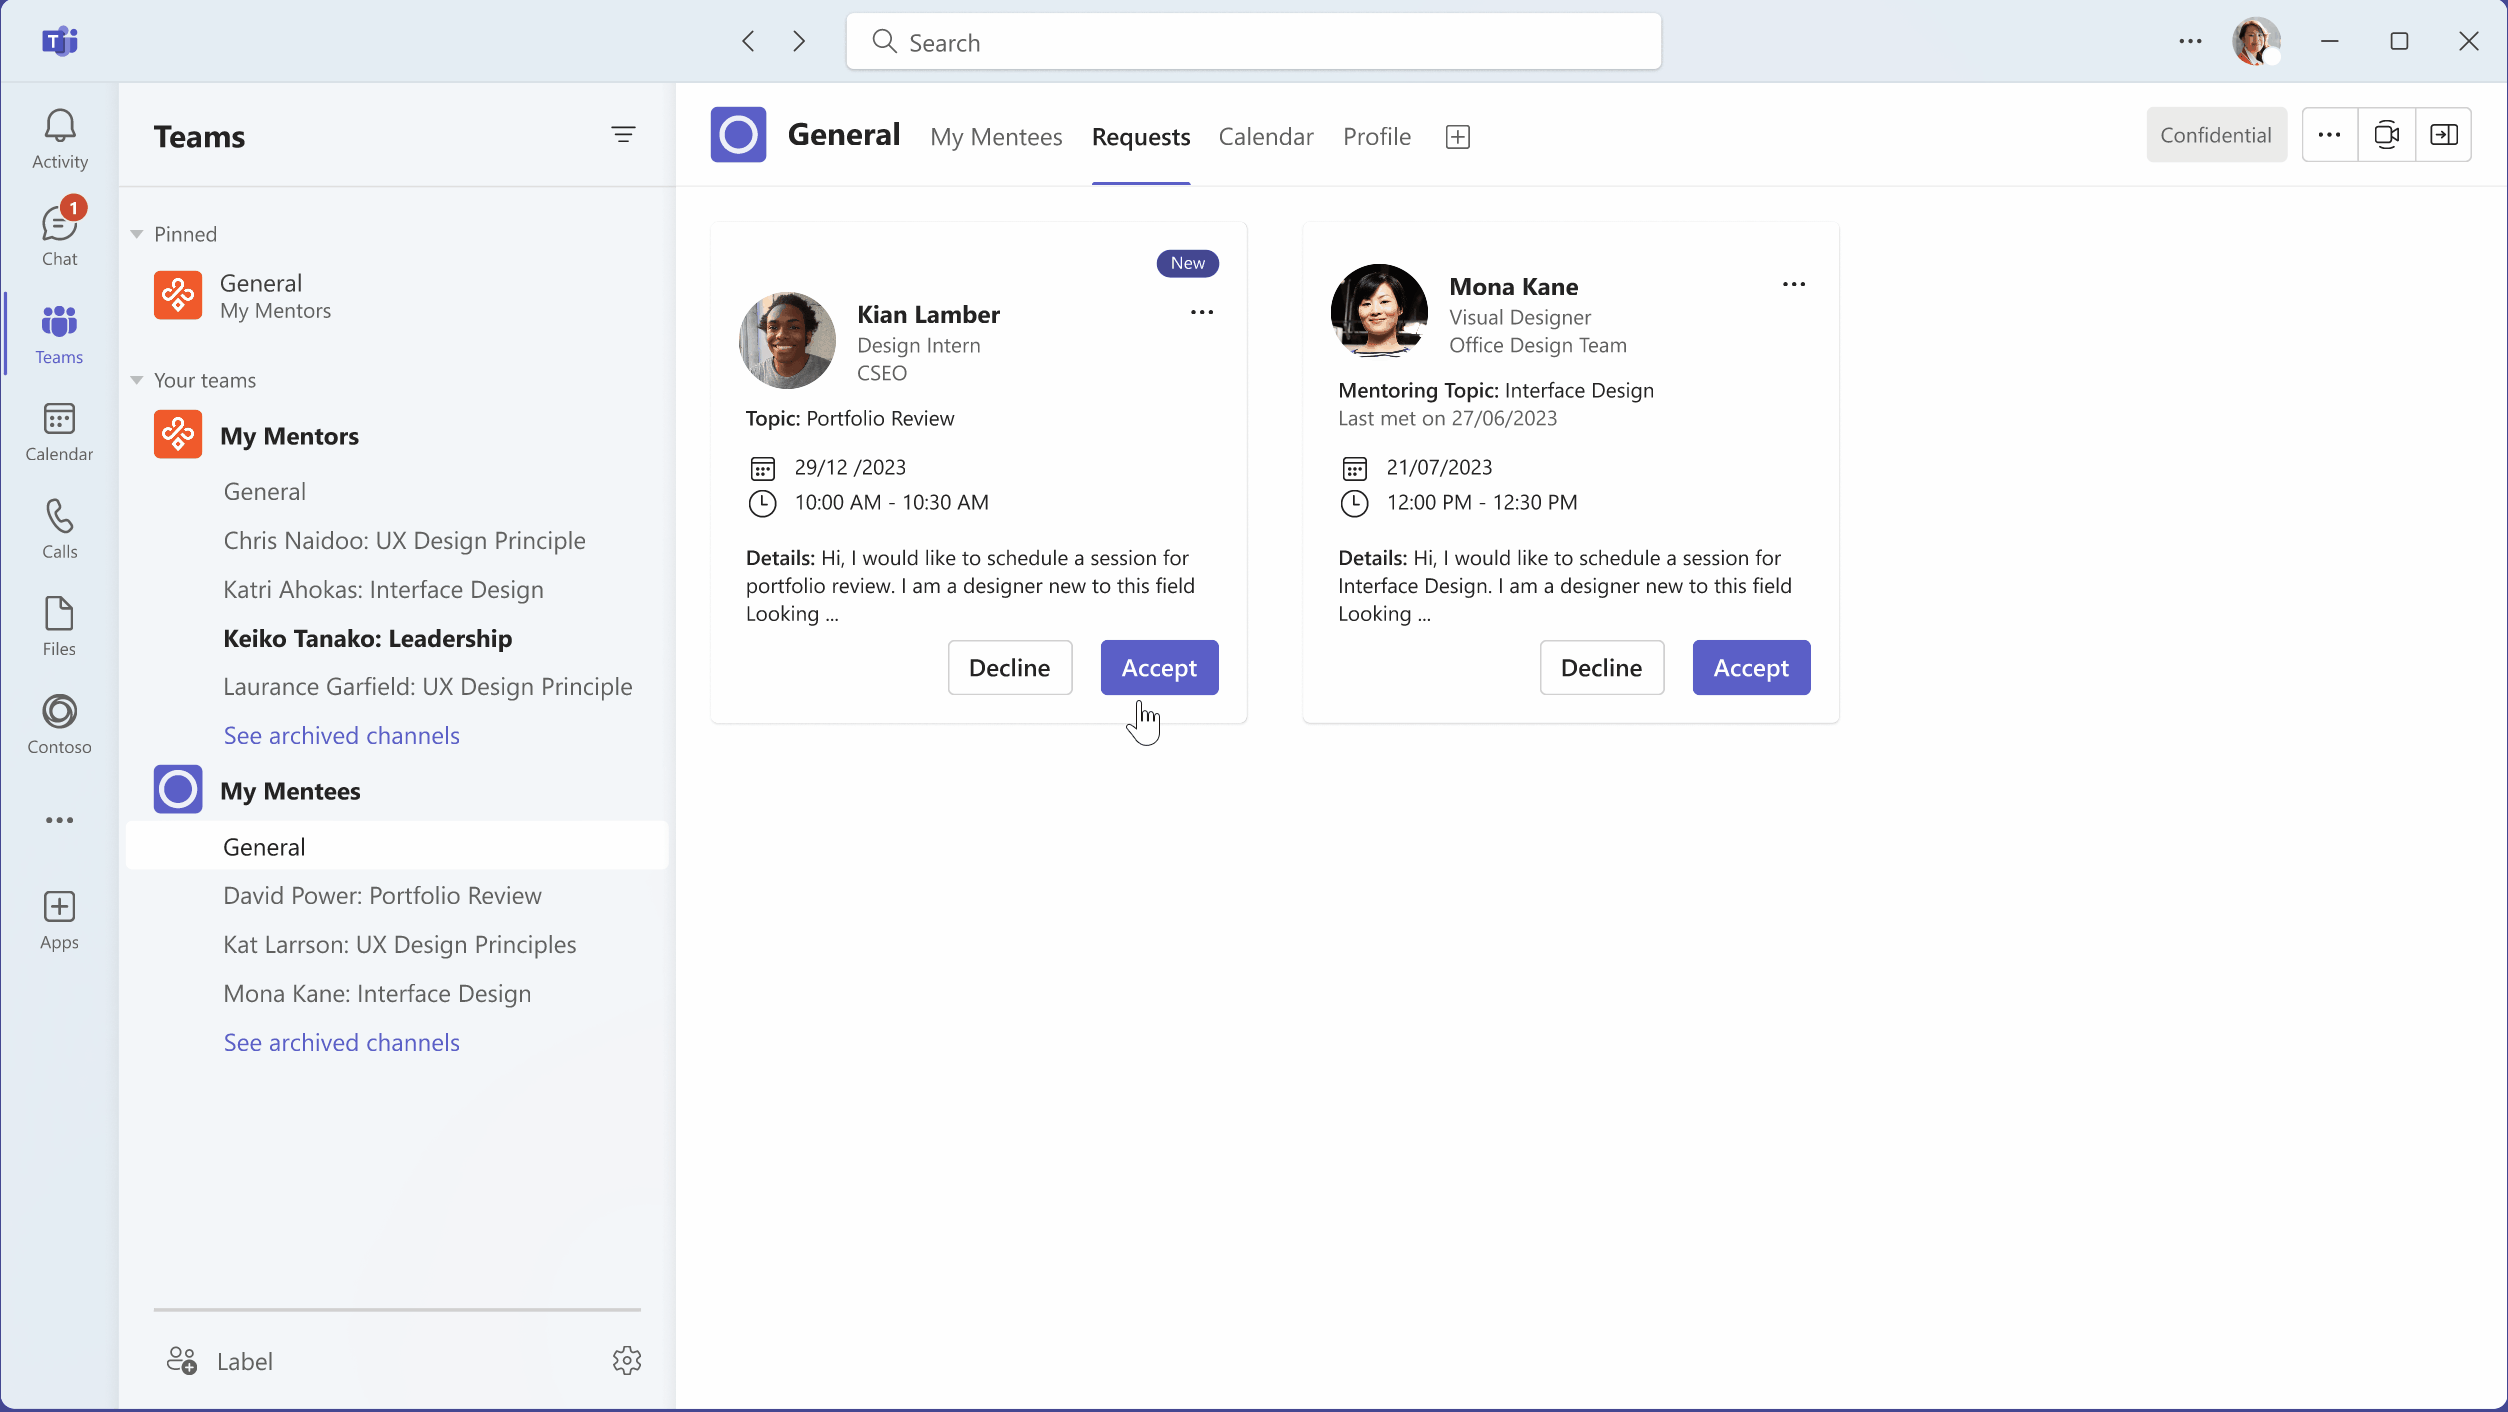 T
Search
Activity
1
Chat
Teams
Calendar
Calls
Files
Contoso
Apps
Teams
Pinned
General
My Mentors
Your teams
My Mentors
General
Chris Naidoo: UX Design Principle
Katri Ahokas: Interface Design
Keiko Tanako: Leadership
Laurance Garfield: UX Design Principle
See archived channels
My Mentees
General
David Power: Portfolio Review
Kat Larrson: UX Design Principles
Mona Kane: Interface Design
See archived channels
Label
General My Mentees Requests Calendar Profile
Confidential
New
Kian Lamber
Design Intern
CSEO
Topic: Portfolio Review
29/12 /2023
10:00 AM - 10:30 AM
Details: Hi, I would like to schedule a session for
portfolio review. I am a designer new to this field
Looking ...
Decline Accept
Mona Kane
Visual Designer
Office Design Team
Mentoring Topic: Interface Design
Last met on 27/06/2023
21/07/2023
12:00 PM - 12:30 PM
Details: Hi, I would like to schedule a session for
Interface Design. I am a designer new to this field
Looking ...
Decline Accept